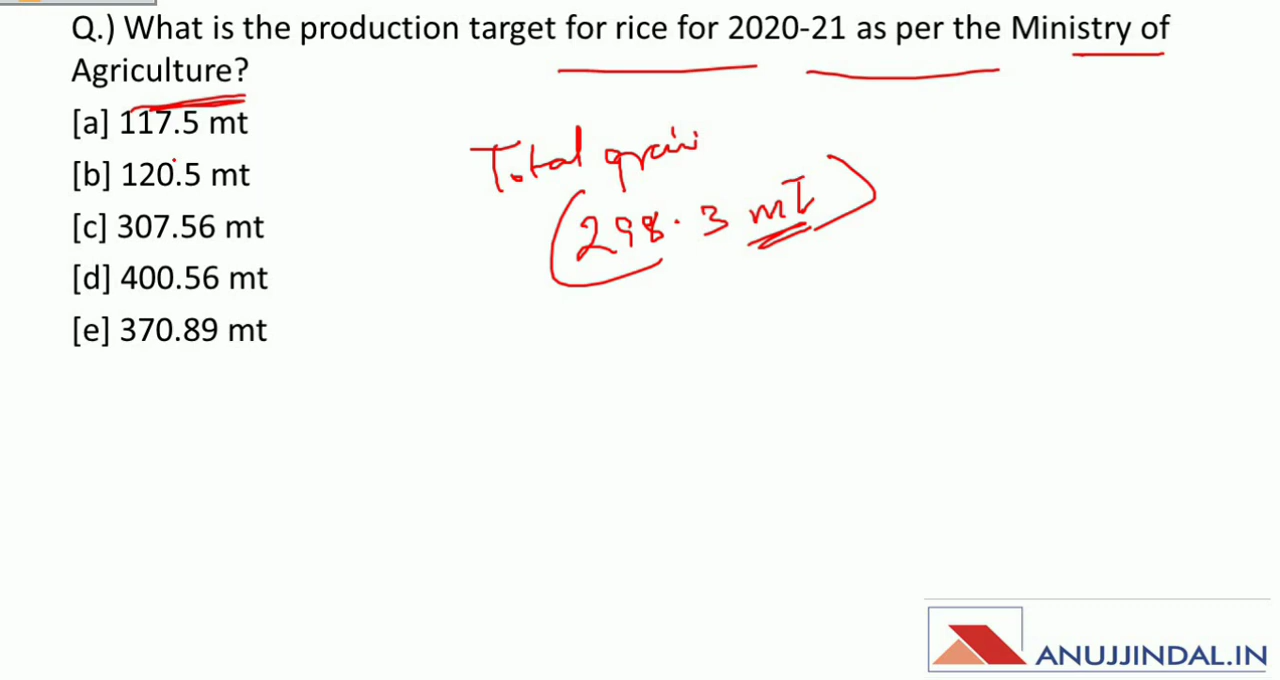 Q.) What is the production target for rice for 2020-21 as per the Ministry of
Agriculture?
[a] 117.5 mt
[b] 120.5 mt
[c] 307.56 mt
[d] 400.56 mt
[e] 370.89 mt
Total grain
298.3 mT
ANUJJINDAL.IN